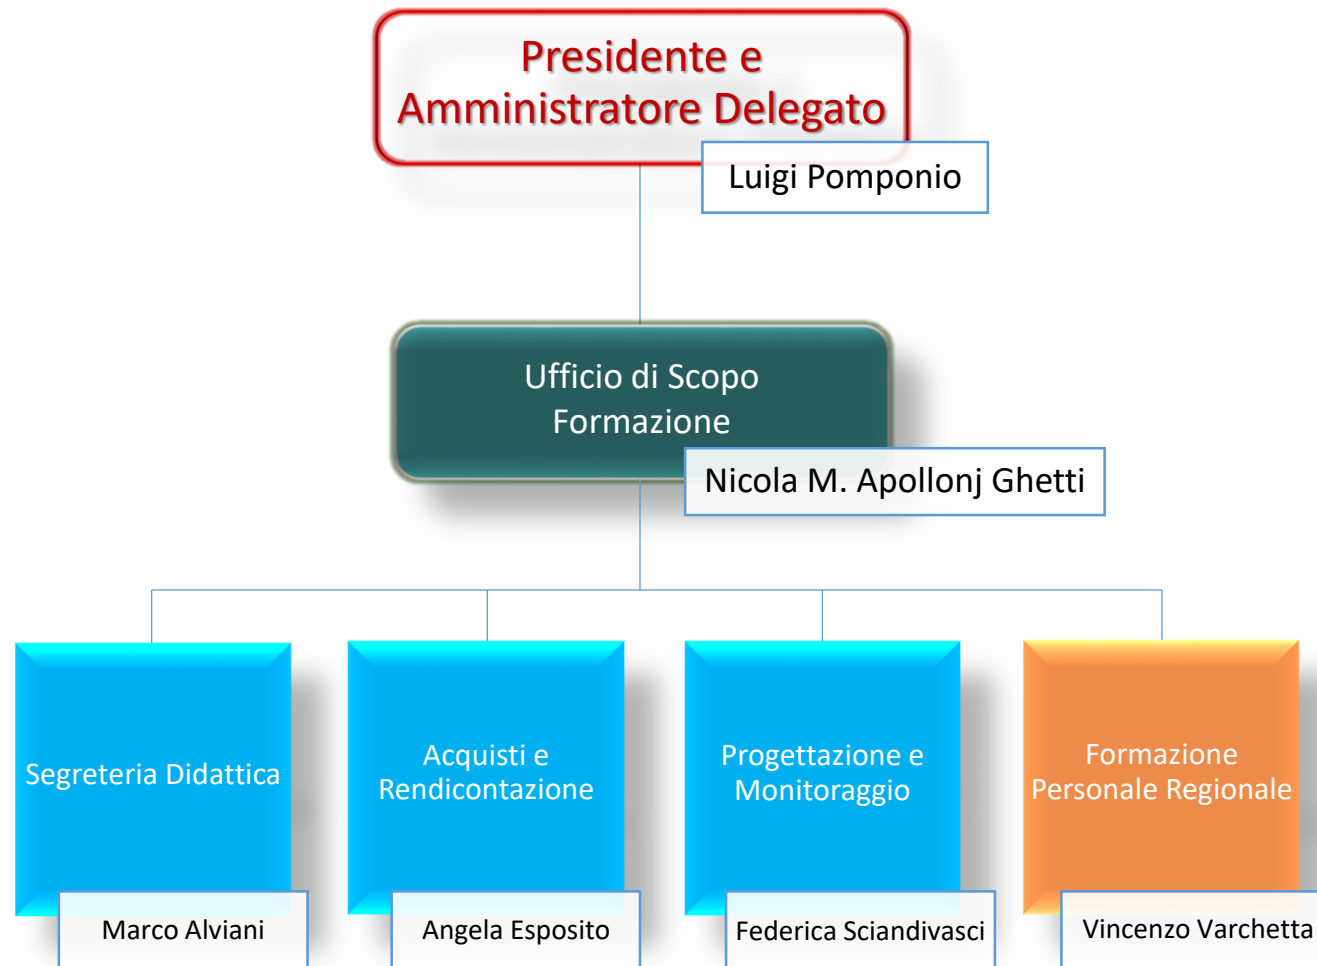 Presidente e
Amministratore Delegato
Luigi Pomponio
Ufficio di Scopo
Formazione
Nicola M. Apollonj Ghetti
Segreteria Didattica
Acquisti e
Rendicontazione
Progettazione e
Monitoraggio
Formazione
Personale Regionale
Marco Alviani
Angela Esposito
Federica Sciandivasci
Vincenzo Varchetta